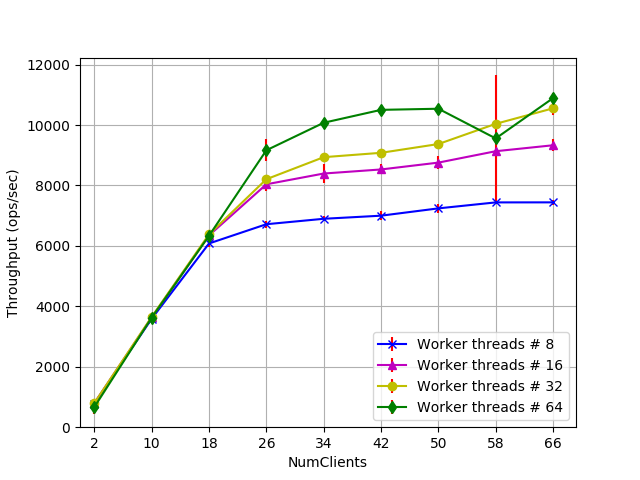 12000
10000
8000
6000
4000
2000
0
Throughput (ops/sec)
2 10 18 26 34 42 50 58 66
NumClients
Worker threads # 8
Worker threads # 16
Worker threads # 32
Worker threads # 64